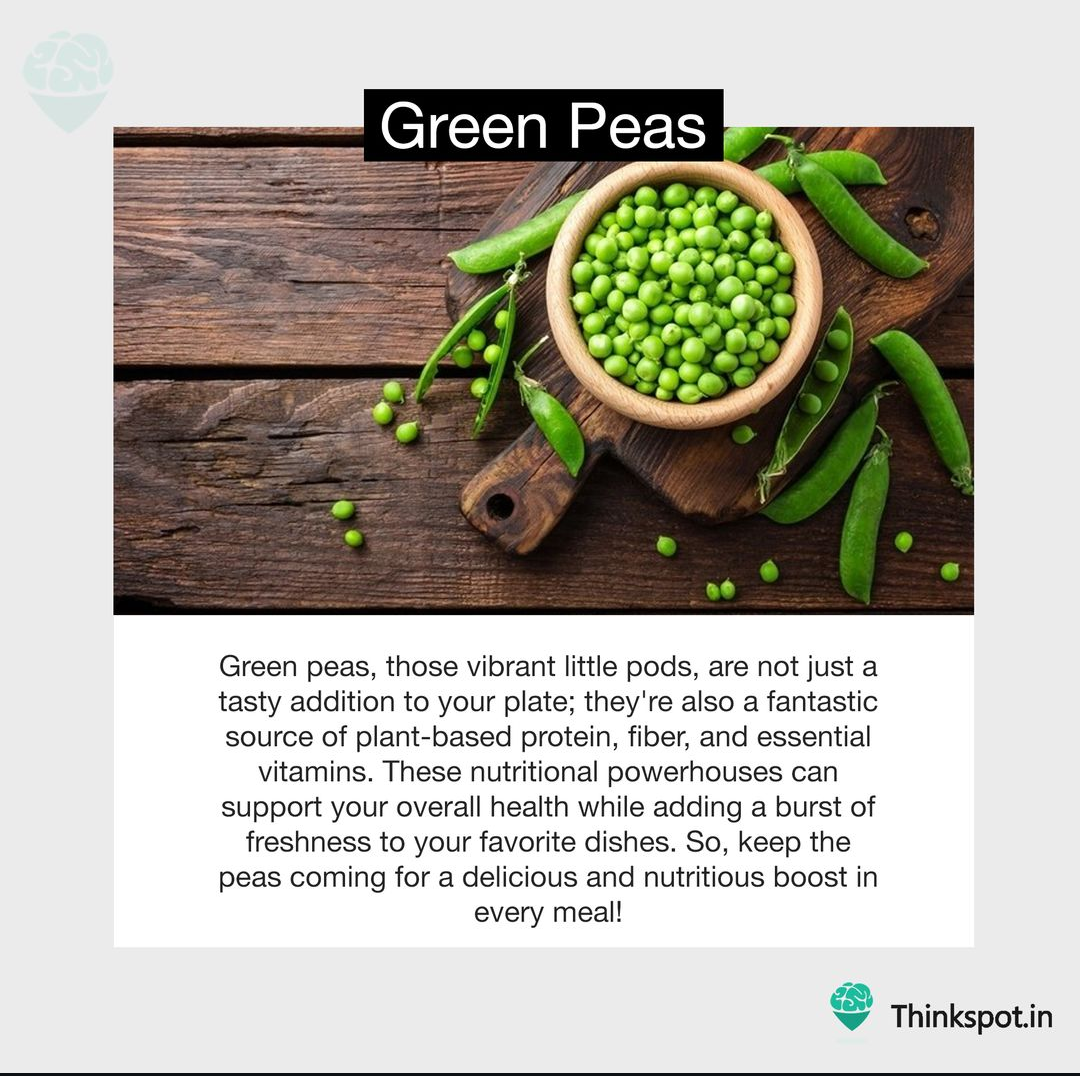 Green Peas
Green peas, those vibrant little pods, are not just a
tasty addition to your plate; they're also a fantastic
source of plant-based protein, fiber, and essential
vitamins. These nutritional powerhouses can
support your overall health while adding a burst of
freshness to your favorite dishes. So, keep the
peas coming for a delicious and nutritious boost in
every meal!
Thinkspot.in